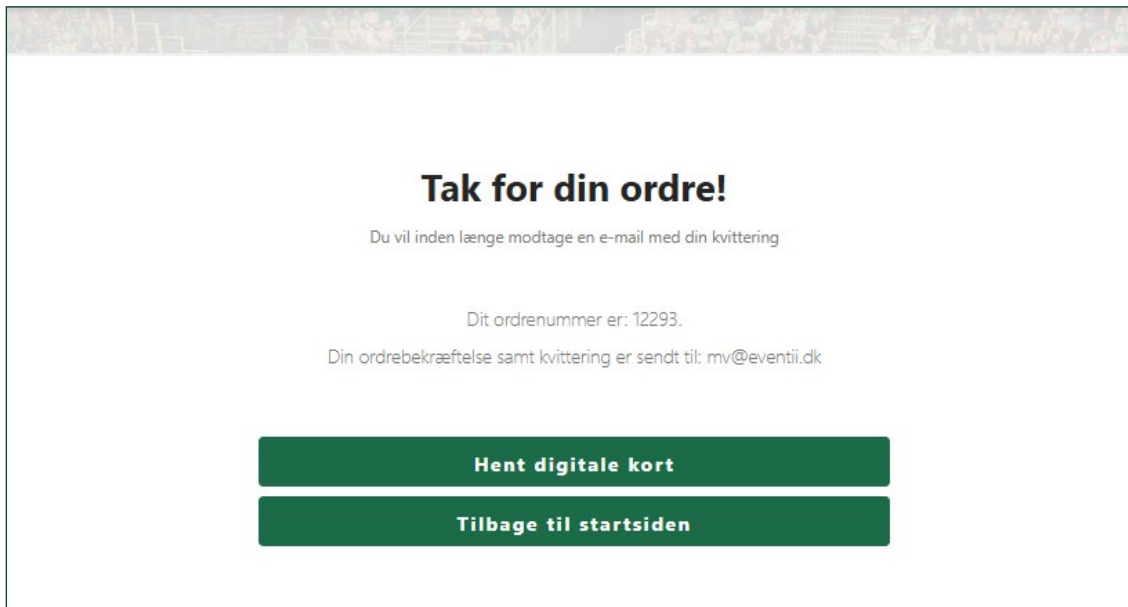 Tak for din ordre!
Du vil inden længe modtage en e-mail med din kvittering
Dit ordrenummer er: 12293.
Din ordrebekræftelse samt kvittering er sendt til: mv@eventii.dk
Hent digitale kort
Tilbage til startsiden